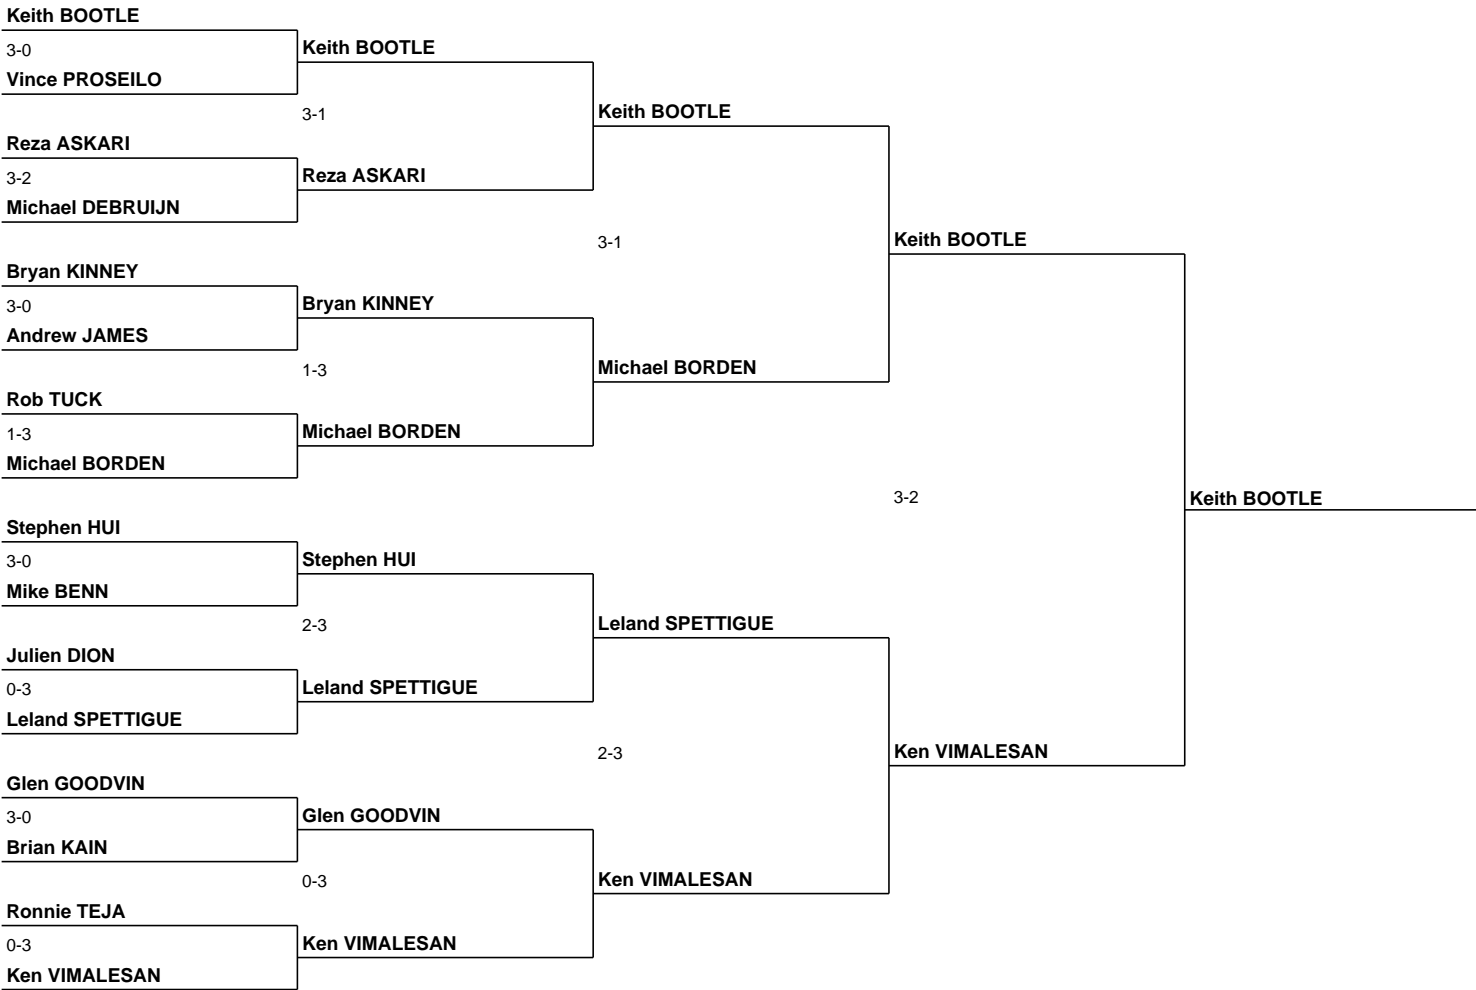 Keith BOOTLE
3-0
Vince PROSEILO
Reza ASKARI
3-2
Michael DEBRUIJN
Bryan KINNEY
3-0
Andrew JAMES
Rob TUCK
1-3
Michael BORDEN
Stephen HUI
3-0
Mike BENN
Julien DION
0-3
Leland SPETTIGUE
Glen GOODVIN
3-0
Brian KAIN
Ronnie TEJA
0-3
Ken VIMALESAN
Keith BOOTLE
3-1
Reza ASKARI
Bryan KINNEY
1-3
Michael BORDEN
Stephen HUI
2-3
Leland SPETTIGUE
Glen GOODVIN
0-3
Ken VIMALESAN
Keith BOOTLE
3-1
Michael BORDEN
Leland SPETTIGUE
2-3
Ken VIMALESAN
Keith BOOTLE
3-2
Ken VIMALESAN
Keith BOOTLE